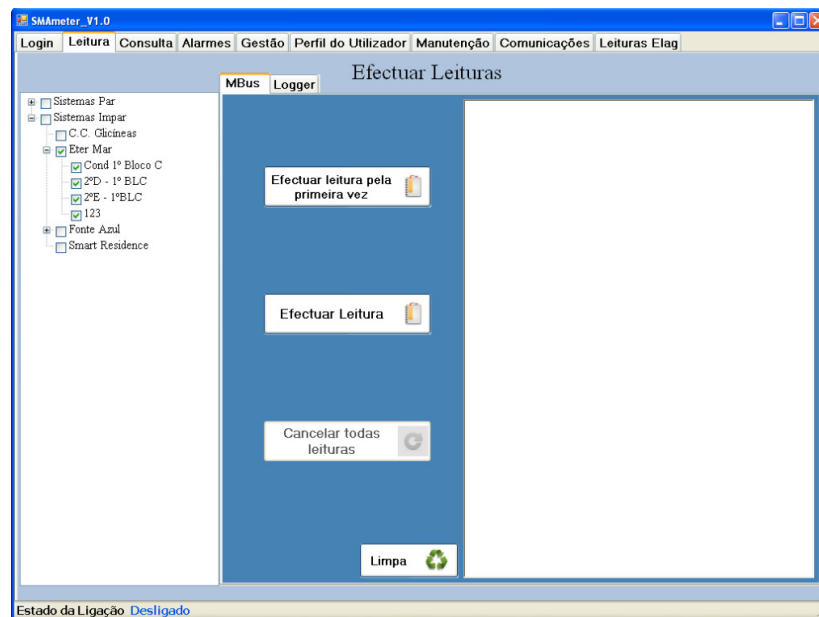 SMAmeter_V1.0
Login Leitura Consulta Alarmes Gestão Perfil do Utilizador Manutenção Comunicações Leituras Elag
Efectuar Leituras
MBus Logger
Sistemas Par
Sistemas Impar
C.C. Glicíneas
Eter Mar
Cond 1º Bloco C
2ºD - 1º BLC
2ºE - 1ºBLC
123
Fonte Azul
Smart Residence
Efectuar leitura pela
primeira vez
Efectuar Leitura
Cancelar todas
leituras
Limpa
Estado da Ligação Desligado